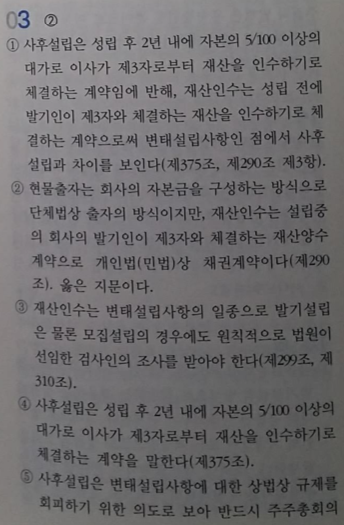 03 ②
① 사후설립은 성립 후 2년 내에 자본의 5/100 이상의
대가로 이사가 제3자로부터 재산을 인수하기로
체결하는 계약임에 반해, 재산인수는 성립 전에
발기인이 제3자와 체결하는 재산을 인수하기로 체
결하는 계약으로써 변태설립사항인 점에서 사후
설립과 차이를 보인다(제375조, 제290조 제3항).
② 현물출자는 회사의 자본금을 구성하는 방식으로
단체법상 출자의 방식이지만, 재산인수는 설립중
의 회사의 발기인이 제3자와 체결하는 재산양수
계약으로 개인법(민법)상 채권계약이다(제290
조). 옳은 지문이다.
③ 재산인수는 변태설립사항의 일종으로 발기설립
은 물론 모집설립의 경우에도 원칙적으로 법원이
선임한 검사인의 조사를 받아야 한다(제299조, 제
310조).
④ 사후설립은 성립 후 2년 내에 자본의 5/100 이상의
대가로 이사가 제3자로부터 재산을 인수하기로
체결하는 계약을 말한다(제375조).
⑤ 사후설립은 변태설립사항에 대한 상법상 규제를
회피하기 위한 의도로 보아 반드시 주주총회의